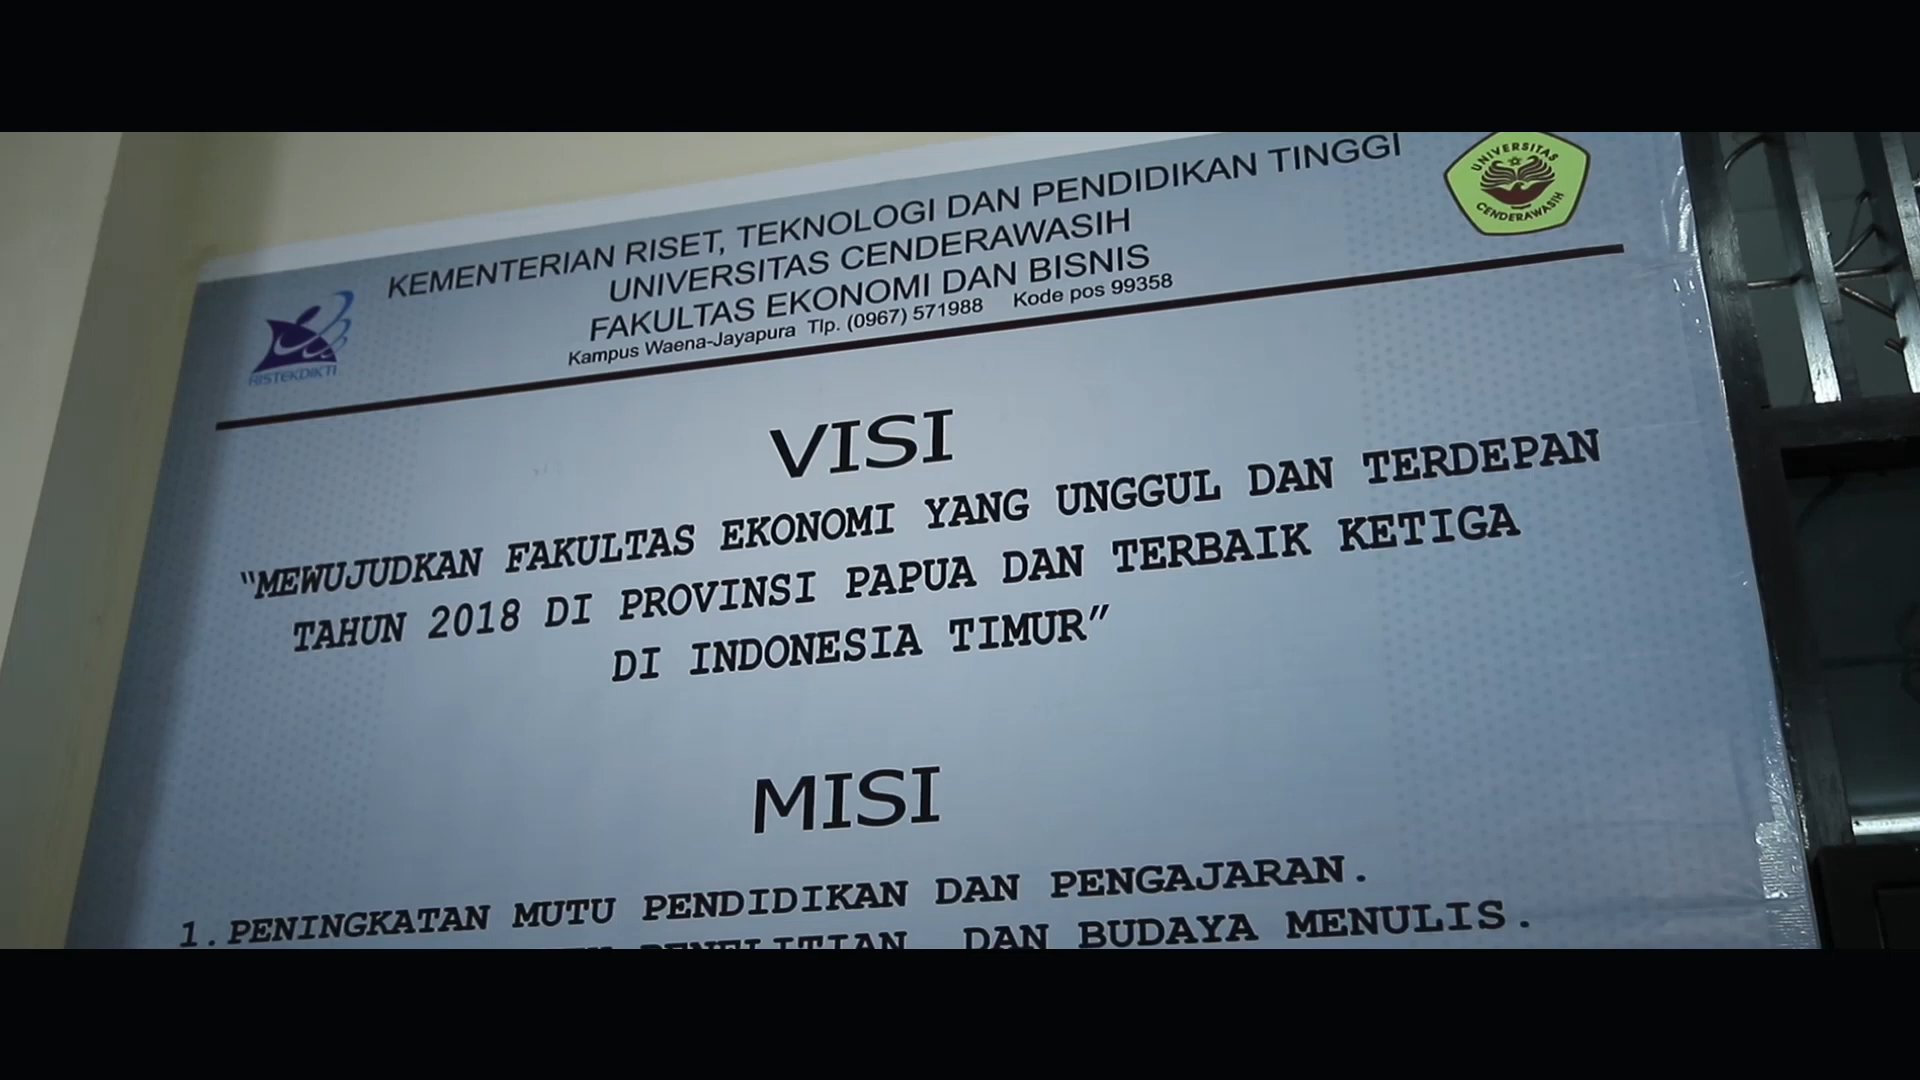 KEMENTERIAN RISET, TEKNOLOGI DAN PENDIDIKAN TINGGI
UNIVERSITAS CENDERAWASIH
FAKULTAS EKONOMI DAN BISNIS
Kampus Waena-Jayapura Tlp. (0967) 571988 Kode pos 99358
RISTEKDIKTI
UNIVERSITAS
CENDERAWASIH
VISI
“MEWUJUDKAN FAKULTAS EKONOMI YANG UNGGUL DAN TERDEPAN
TAHUN 2018 DI PROVINSI PAPUA DAN TERBAIK KETIGA
DI INDONESIA TIMUR”
MISI
1. PENINGKATAN MUTU PENDIDIKAN DAN PENGAJARAN.
PENELITIAN DAN BUDAYA MENULIS.